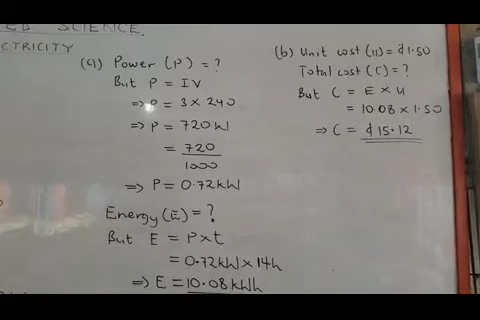 SCIENCE
CTRICITY
(a) Power (P) = ?
But P = IV
⇒ P = 3 × 240
⇒ P = 720W
= 720
1000
⇒ P = 0.72kW
Energy (E) = ?
But E = P × t
= 0.72kW × 14h
⇒ E = 10.08kWh
(b) Unit cost (U) = ₵1.50
Total cost (C) = ?
But C = E × U
= 10.08 × 1.50
⇒ C = ₵15.12